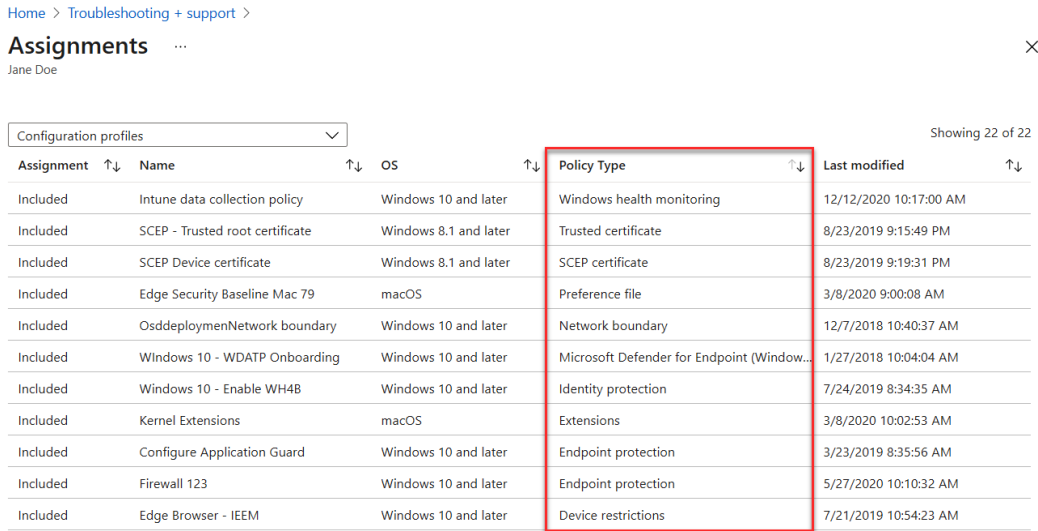 Home > Troubleshooting + support >
Assignments ...
Jane Doe
Configuration profiles
Showing 22 of 22
Assignment ↑↓ Name ↑↓ OS ↑↓ Policy Type ↑↓ Last modified ↑↓
Included Intune data collection policy Windows 10 and later Windows health monitoring 12/12/2020 10:17:00 AM
Included SCEP - Trusted root certificate Windows 8.1 and later Trusted certificate 8/23/2019 9:15:49 PM
Included SCEP Device certificate Windows 8.1 and later SCEP certificate 8/23/2019 9:19:31 PM
Included Edge Security Baseline Mac 79 macOS Preference file 3/8/2020 9:00:08 AM
Included OsddeploymenNetwork boundary Windows 10 and later Network boundary 12/7/2018 10:40:37 AM
Included WIndows 10 - WDATP Onboarding Windows 10 and later Microsoft Defender for Endpoint (Window... 1/27/2018 10:04:04 AM
Included Windows 10 - Enable WH4B Windows 10 and later Identity protection 7/24/2019 8:34:35 AM
Included Kernel Extensions macOS Extensions 3/8/2020 10:02:53 AM
Included Configure Application Guard Windows 10 and later Endpoint protection 3/23/2019 8:35:56 AM
Included Firewall 123 Windows 10 and later Endpoint protection 5/27/2020 10:10:32 AM
Included Edge Browser - IEEM Windows 10 and later Device restrictions 7/21/2019 10:54:23 AM